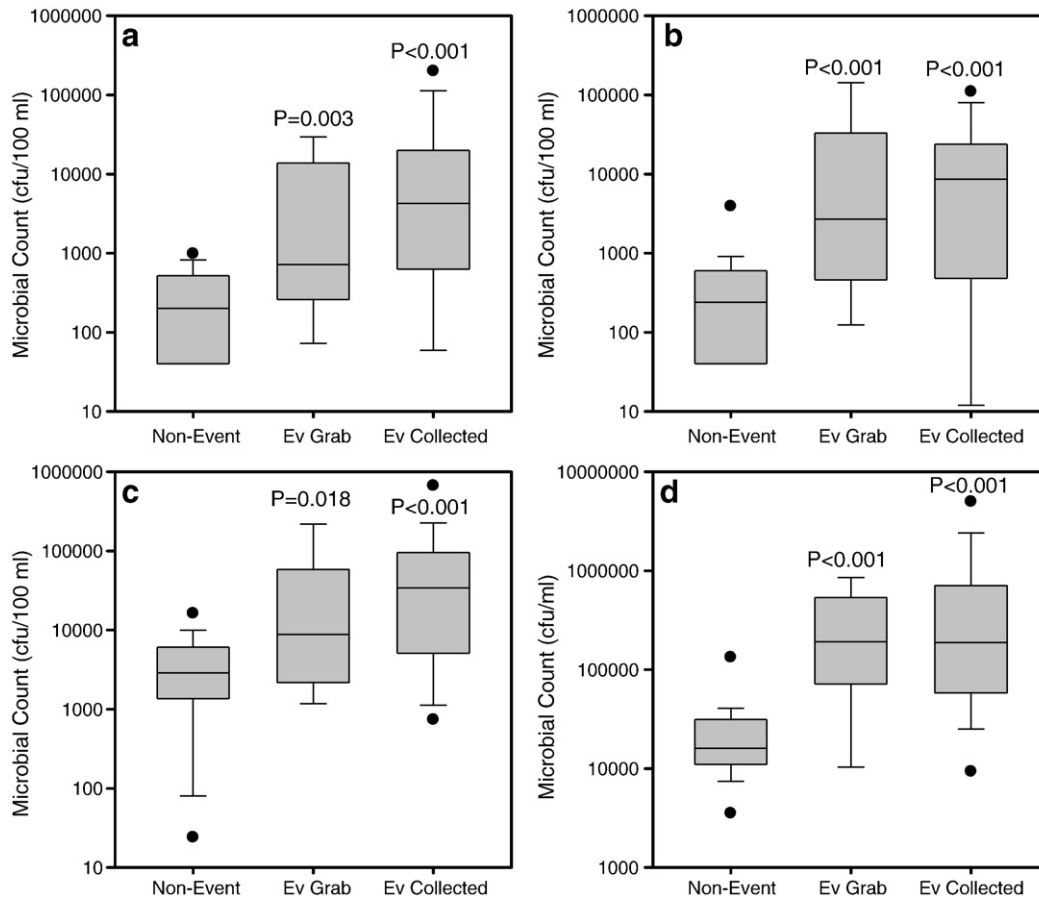 a
Microbial Count (cfu/100 ml)
1000000
100000
10000
1000
100
10
P=0.003
P<0.001
Non-Event Ev Grab Ev Collected
b
Microbial Count (cfu/100 ml)
1000000
100000
10000
1000
100
10
P<0.001
P<0.001
Non-Event Ev Grab Ev Collected
c
Microbial Count (cfu/100 ml)
1000000
100000
10000
1000
100
10
P=0.018
P<0.001
Non-Event Ev Grab Ev Collected
d
Microbial Count (cfu/ml)
10000000
1000000
100000
10000
1000
P<0.001
P<0.001
Non-Event Ev Grab Ev Collected